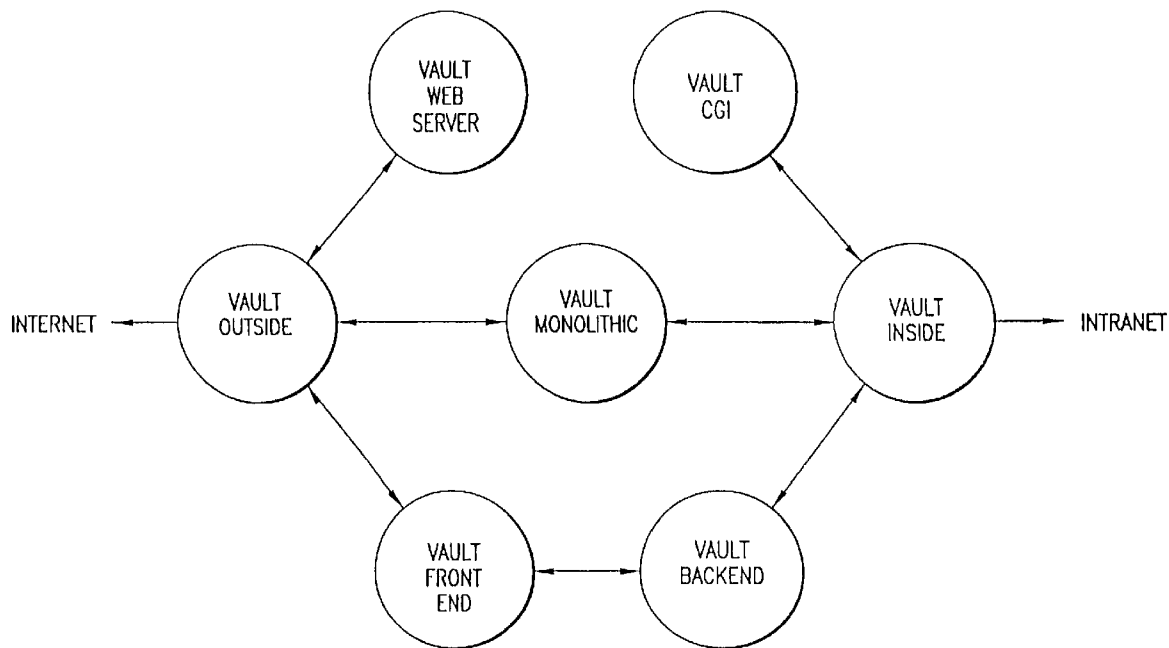 VAULT
WEB
SERVER
VAULT
CGI
INTERNET
VAULT
OUTSIDE
VAULT
MONOLITHIC
VAULT
INSIDE
INTRANET
VAULT
FRONT
END
VAULT
BACKEND